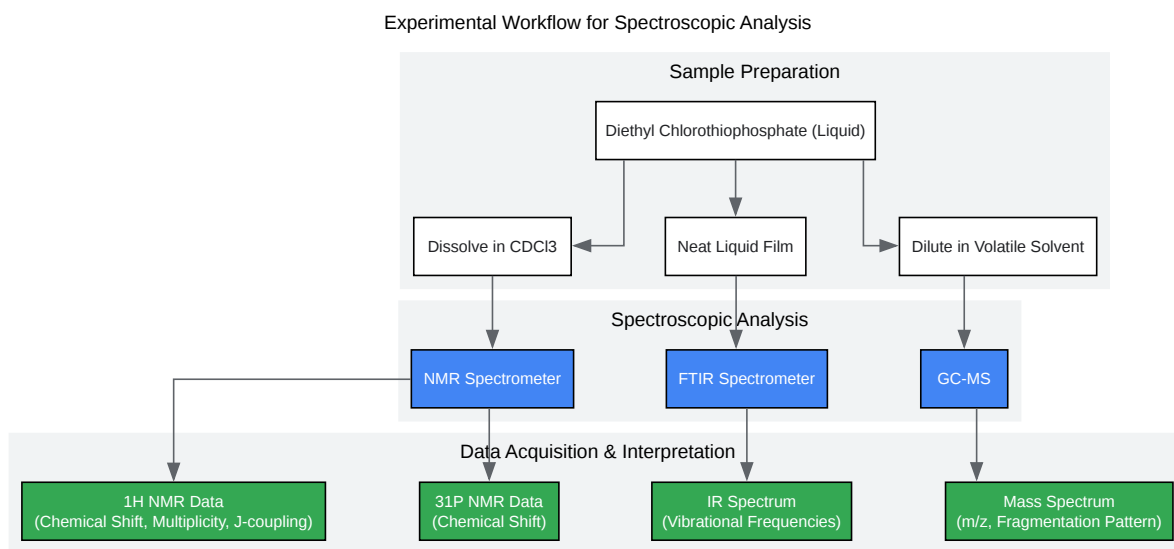 Experimental Workflow for Spectroscopic Analysis
Sample Preparation
Diethyl Chlorothiophosphate (Liquid)
Dissolve in CDCl3
Neat Liquid Film
Dilute in Volatile Solvent
Spectroscopic Analysis
NMR Spectrometer
FTIR Spectrometer
GC-MS
Data Acquisition & Interpretation
1H NMR Data
(Chemical Shift, Multiplicity, J-coupling)
31P NMR Data
(Chemical Shift)
IR Spectrum
(Vibrational Frequencies)
Mass Spectrum
(m/z, Fragmentation Pattern)